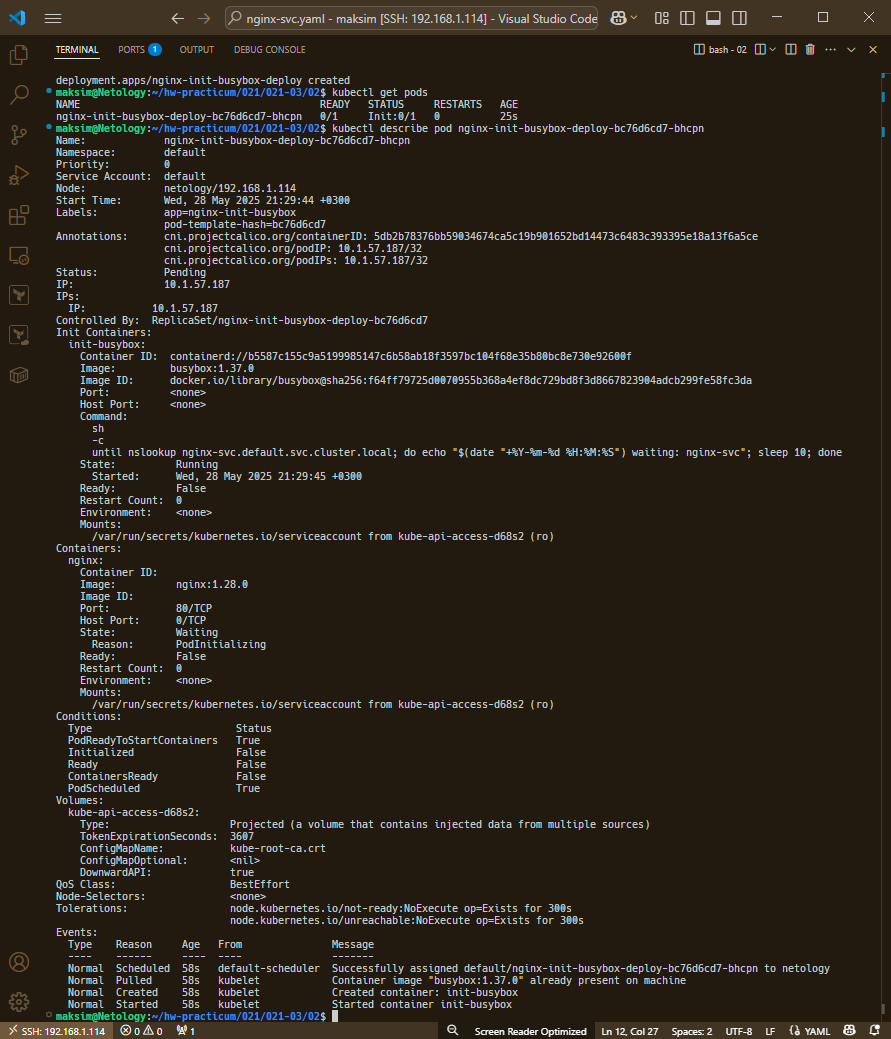 nginx-svc.yaml - maksim [SSH: 192.168.1.114] - Visual Studio Code
TERMINAL PORTS 1 OUTPUT DEBUG CONSOLE bash - 02
deployment.apps/nginx-init-busybox-deploy created
maksim@Netology:~/hw-practicum/021/021-03/02$ kubectl get pods
NAME READY STATUS RESTARTS AGE
nginx-init-busybox-deploy-bc76d6cd7-bhcpn 0/1 Init:0/1 0 25s
maksim@Netology:~/hw-practicum/021/021-03/02$ kubectl describe pod nginx-init-busybox-deploy-bc76d6cd7-bhcpn
Name: nginx-init-busybox-deploy-bc76d6cd7-bhcpn
Namespace: default
Priority: 0
Service Account: default
Node: netology/192.168.1.114
Start Time: Wed, 28 May 2025 21:29:44 +0300
Labels: app=nginx-init-busybox
pod-template-hash=bc76d6cd7
Annotations: cni.projectcalico.org/containerID: 5db2b78376bb59034674ca5c19b901652bd14473c6483c393395e18a13f6a5ce
cni.projectcalico.org/podIP: 10.1.57.187/32
cni.projectcalico.org/podIPs: 10.1.57.187/32
Status: Pending
IP: 10.1.57.187
IPs:
IP: 10.1.57.187
Controlled By: ReplicaSet/nginx-init-busybox-deploy-bc76d6cd7
Init Containers:
init-busybox:
Container ID: containerd://b5587c155c9a5199985147c6b58ab18f3597bc104f68e35b80bc8e730e92600f
Image: busybox:1.37.0
Image ID: docker.io/library/busybox@sha256:f64ff79725d0070955b368a4ef8dc729bd8f3d8667823904adcb299fe58fc3da
Port: <none>
Host Port: <none>
Command:
sh
-c
until nslookup nginx-svc.default.svc.cluster.local; do echo "$(date "+%Y-%m-%d %H:%M:%S") waiting: nginx-svc"; sleep 10; done
State: Running
Started: Wed, 28 May 2025 21:29:45 +0300
Ready: False
Restart Count: 0
Environment: <none>
Mounts:
/var/run/secrets/kubernetes.io/serviceaccount from kube-api-access-d68s2 (ro)
Containers:
nginx:
Container ID:
Image: nginx:1.28.0
Image ID:
Port: 80/TCP
Host Port: 0/TCP
State: Waiting
Reason: PodInitializing
Ready: False
Restart Count: 0
Environment: <none>
Mounts:
/var/run/secrets/kubernetes.io/serviceaccount from kube-api-access-d68s2 (ro)
Conditions:
Type Status
PodReadyToStartContainers True
Initialized False
Ready False
ContainersReady False
PodScheduled True
Volumes:
kube-api-access-d68s2:
Type: Projected (a volume that contains injected data from multiple sources)
TokenExpirationSeconds: 3607
ConfigMapName: kube-root-ca.crt
ConfigMapOptional: <nil>
DownwardAPI: true
QoS Class: BestEffort
Node-Selectors: <none>
Tolerations: node.kubernetes.io/not-ready:NoExecute op=Exists for 300s
node.kubernetes.io/unreachable:NoExecute op=Exists for 300s
Events:
Type Reason Age From Message
---- ------ ---- ---- -------
Normal Scheduled 58s default-scheduler Successfully assigned default/nginx-init-busybox-deploy-bc76d6cd7-bhcpn to netology
Normal Pulled 58s kubelet Container image "busybox:1.37.0" already present on machine
Normal Created 58s kubelet Created container: init-busybox
Normal Started 58s kubelet Started container init-busybox
maksim@Netology:~/hw-practicum/021/021-03/02$
SSH: 192.168.1.114 0 0 1 Screen Reader Optimized Ln 12, Col 27 Spaces: 2 UTF-8 LF YAML